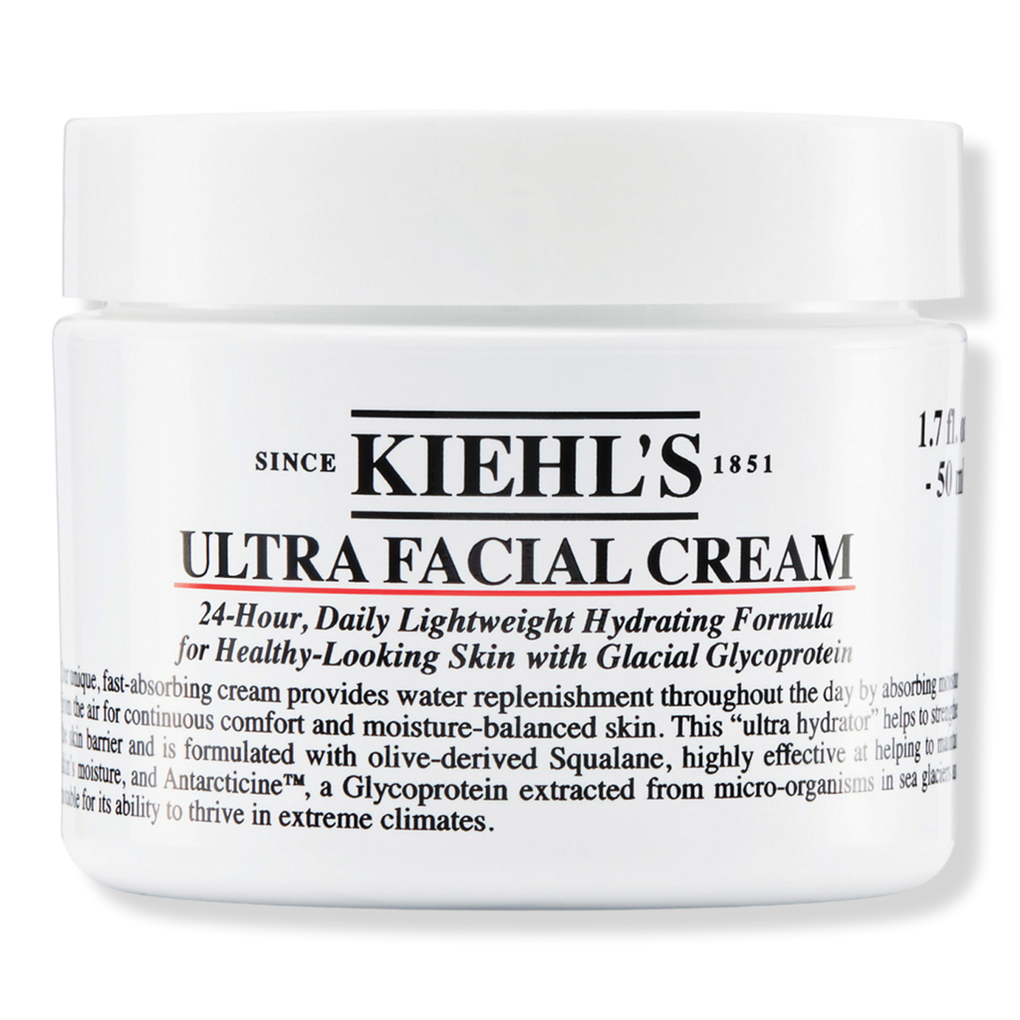 SINCE KIEHL'S 1851
1.7 fl.
- 50 ml
ULTRA FACIAL CREAM
24-Hour, Daily Lightweight Hydrating Formula
for Healthy-Looking Skin with Glacial Glycoprotein
unique, fast-absorbing cream provides water replenishment throughout the day by absorbing
the air for continuous comfort and moisture-balanced skin. This “ultra hydrator” helps to
skin barrier and is formulated with olive-derived Squalane, highly effective at helping to
moisture, and Antarcticine™, a Glycoprotein extracted from micro-organisms in sea glaciers
for its ability to thrive in extreme climates.